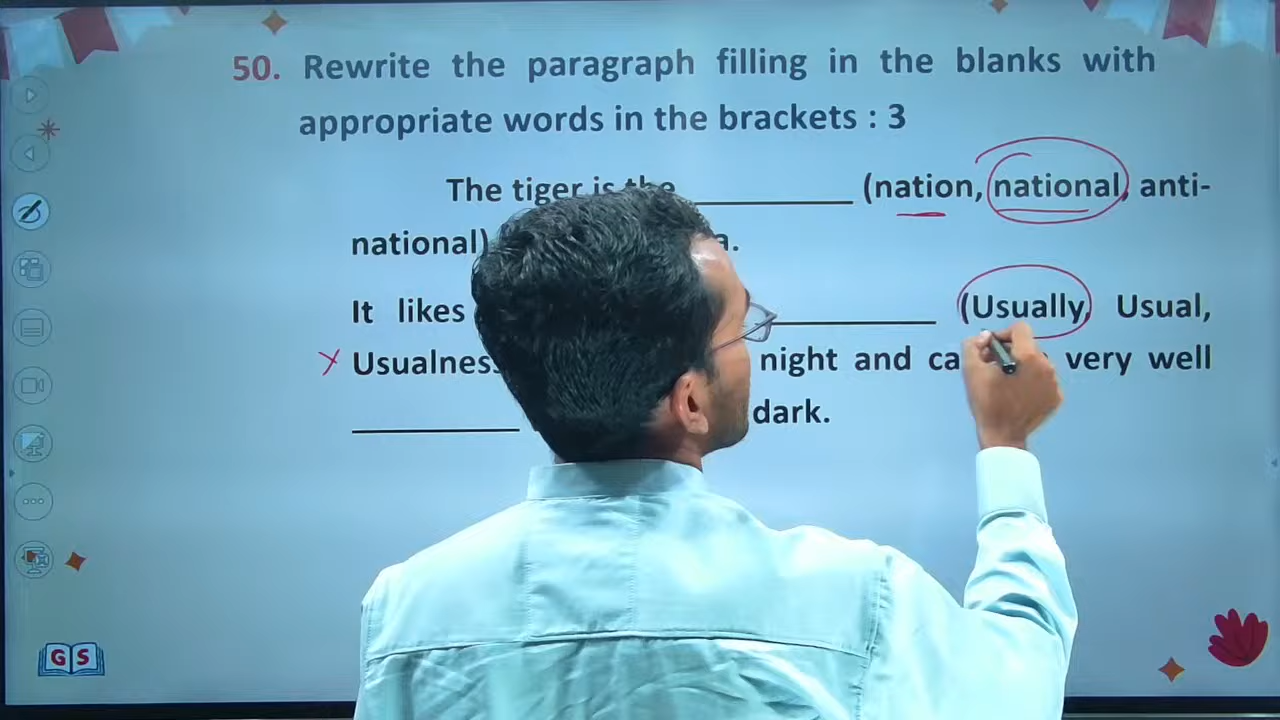 50. Rewrite the paragraph filling in the blanks with
appropriate words in the brackets : 3
The tiger is the ________ (nation, national, anti-
national)
It likes ________ (Usually, Usual,
Usualness night and very well
________ dark.
GS